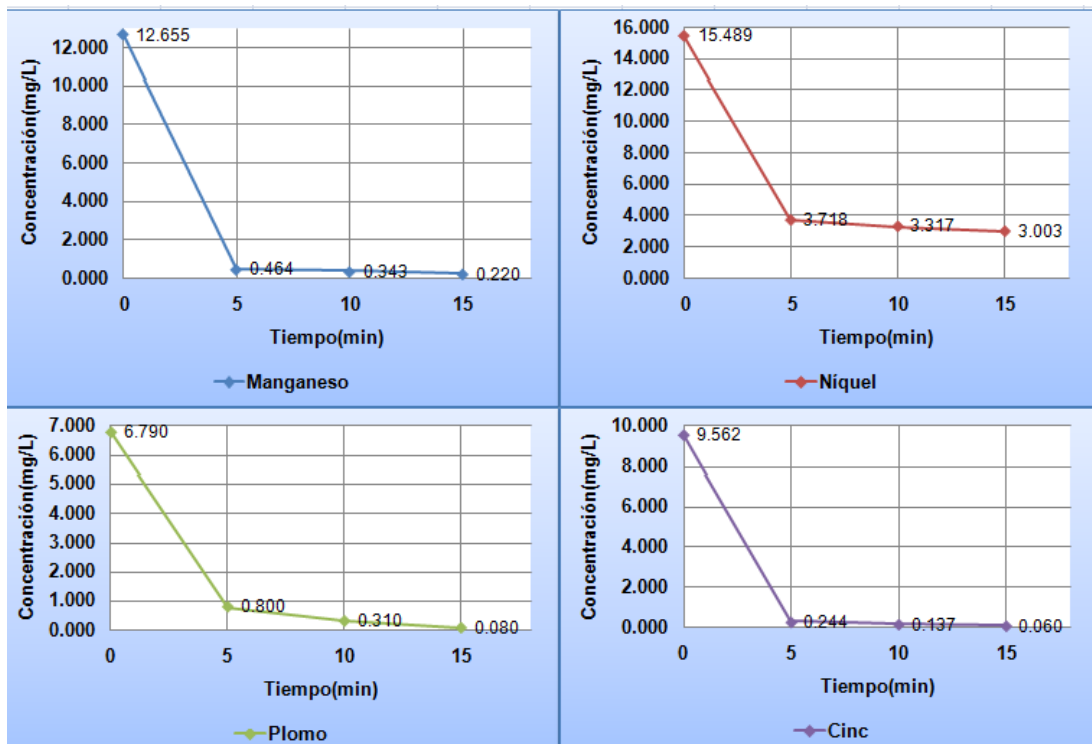 Concentración(mg/L)
12.000
10.000
8.000
6.000
4.000
2.000
0.000
12.655
0.464
0.343
0.220
0 5 10 15
Tiempo(min)
Manganeso
Concentración(mg/L)
16.000
14.000
12.000
10.000
8.000
6.000
4.000
2.000
0.000
15.489
3.718
3.317
3.003
0 5 10 15
Tiempo(min)
Níquel
Concentración(mg/L)
7.000
6.000
5.000
4.000
3.000
2.000
1.000
0.000
6.790
0.800
0.310
0.080
0 5 10 15
Tiempo(min)
Plomo
Concentración(mg/L)
10.000
8.000
6.000
4.000
2.000
0.000
9.562
0.244
0.137
0.060
0 5 10 15
Tiempo(min)
Cinc